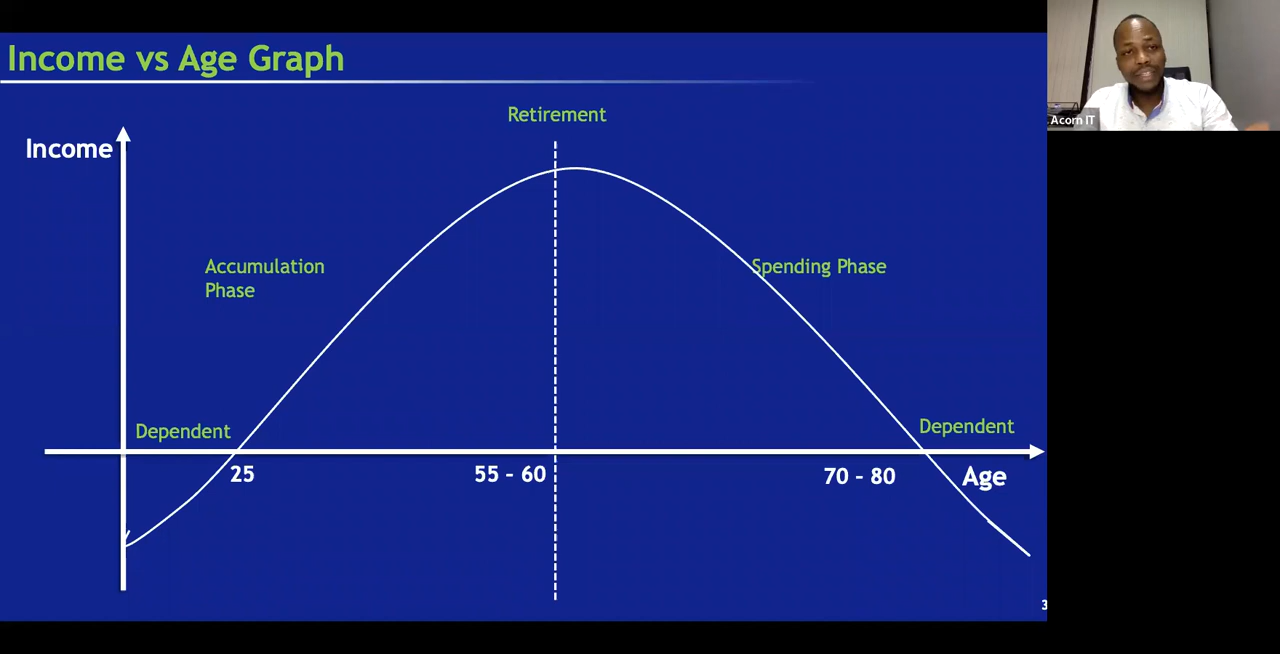 Income vs Age Graph
Retirement
Income
Accumulation
Phase
Spending Phase
Dependent
Dependent
25
55 – 60
70 – 80
Age
3
Acorn IT